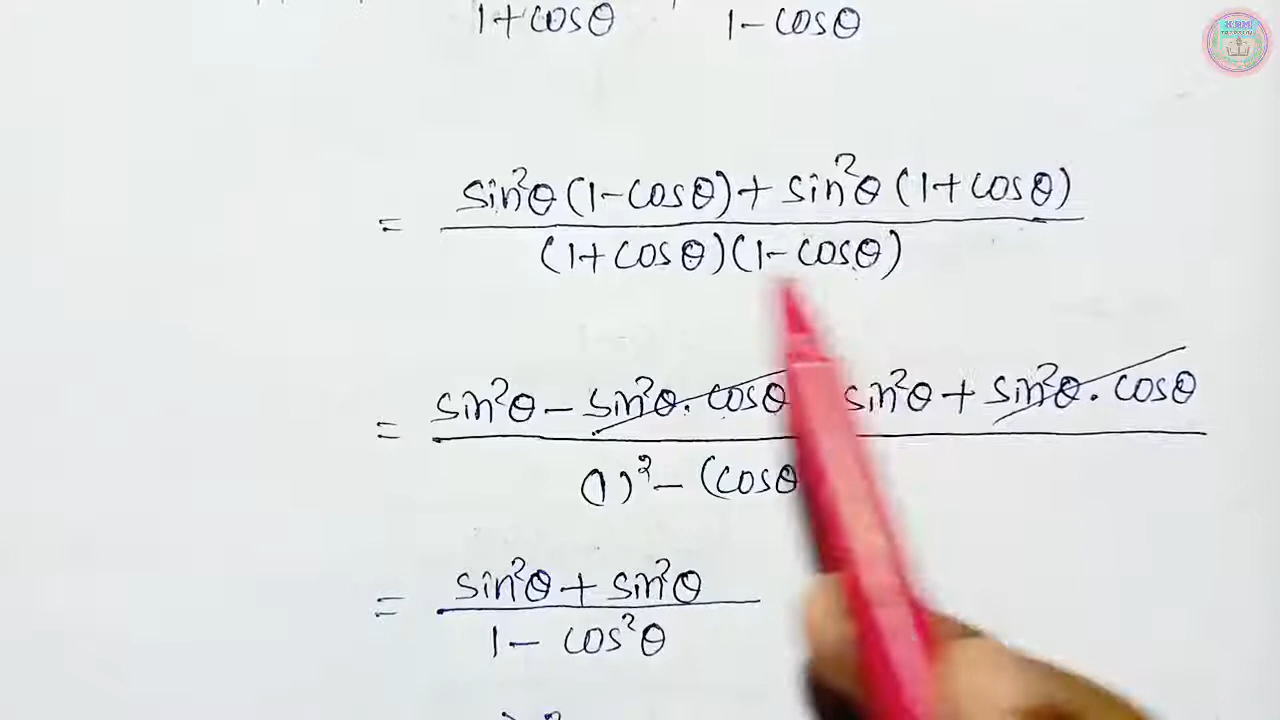 1+cosθ 1-cosθ
= sin²θ(1-cosθ)+sin²θ(1+cosθ)
(1+cosθ)(1-cosθ)
= sin²θ-sin²θ.cosθ sin²θ+sin²θ.cosθ
(1)²-(cosθ
= sin²θ+sin²θ
1-cos²θ